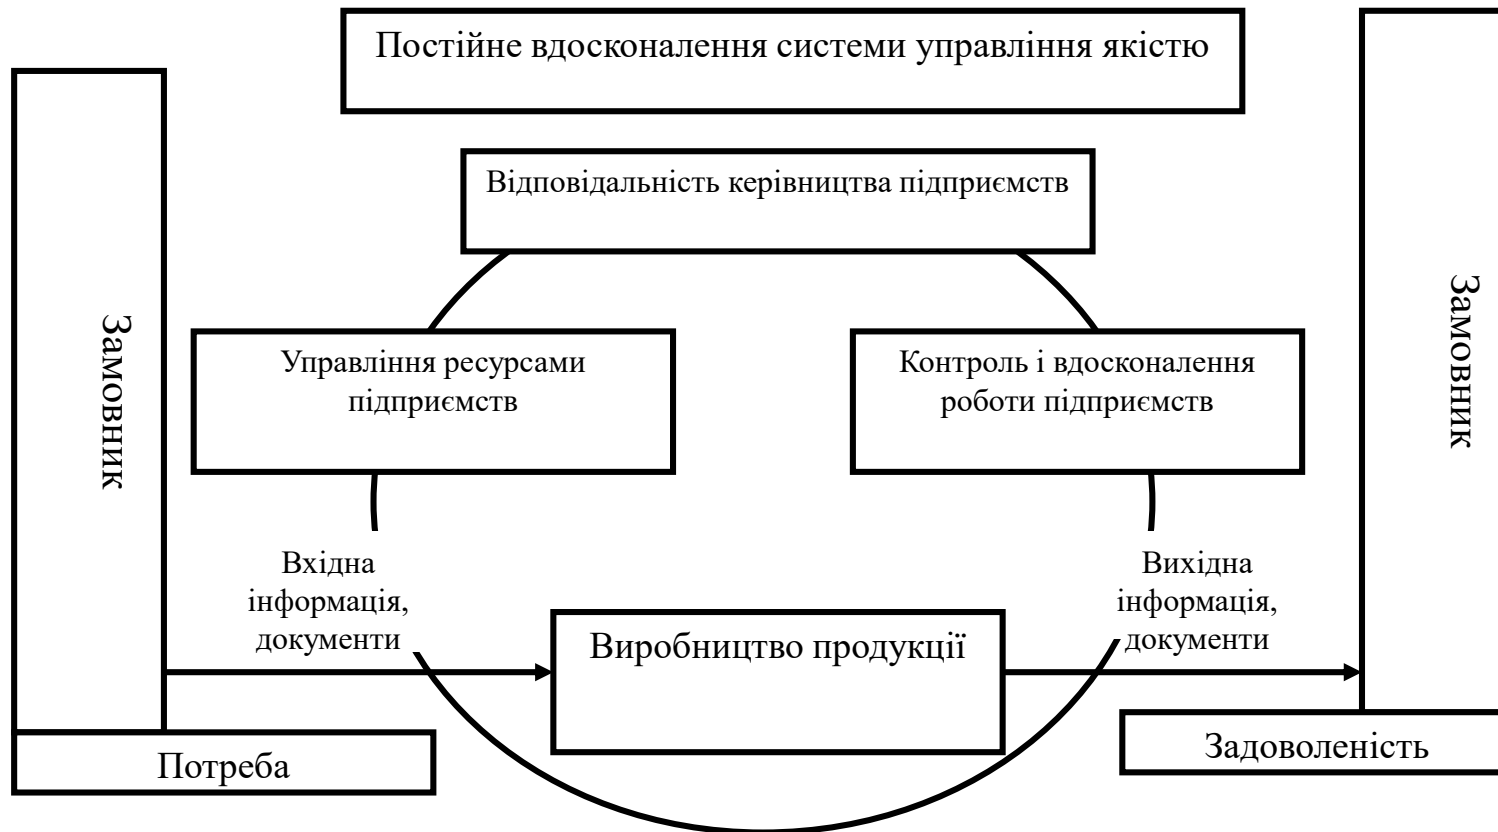 Постійне вдосконалення системи управління якістю
Відповідальність керівництва підприємств
Замовник
Управління ресурсами
підприємств
Контроль і вдосконалення
роботи підприємств
Замовник
Вхідна
інформація,
документи
Виробництво продукції
Вихідна
інформація,
документи
Потреба
Задоволеність